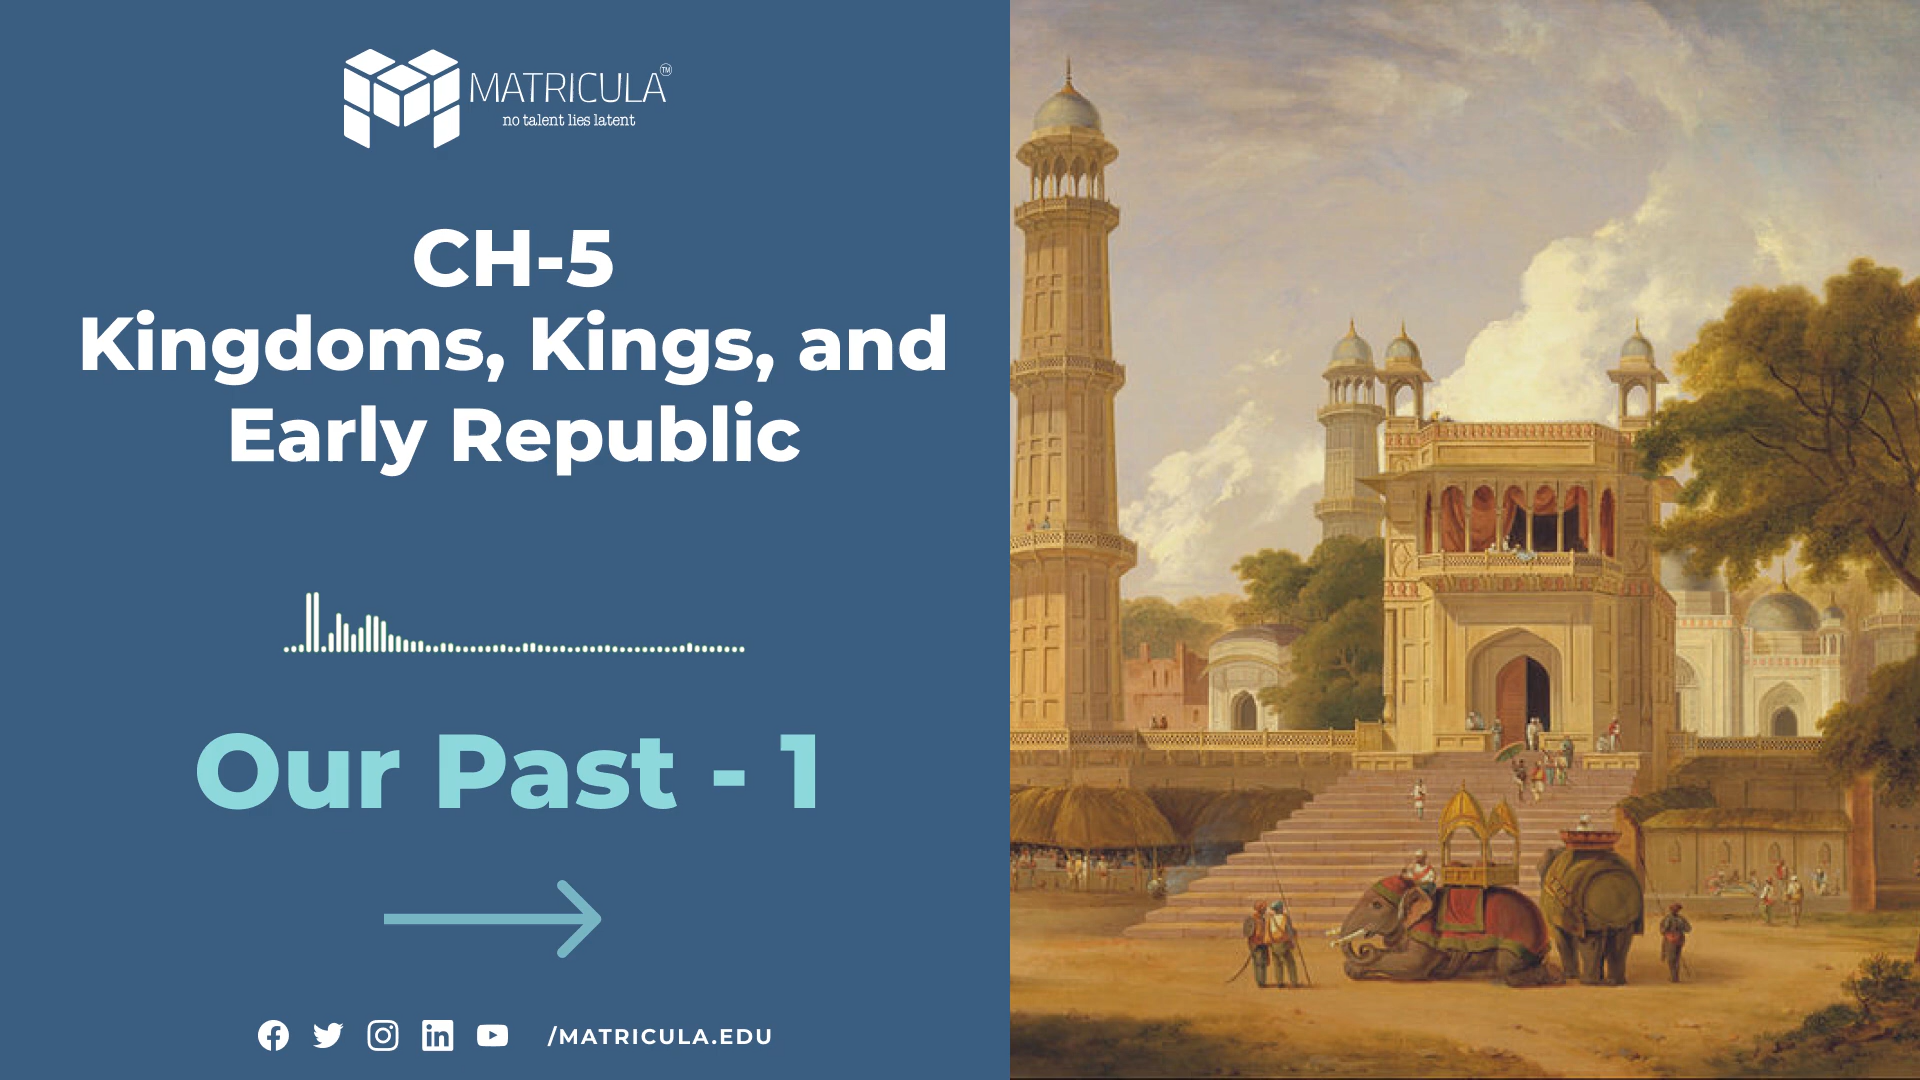 MATRICULA™
no talent lies latent
CH-5
Kingdoms, Kings, and
Early Republic
Our Past - 1
/MATRICULA.EDU